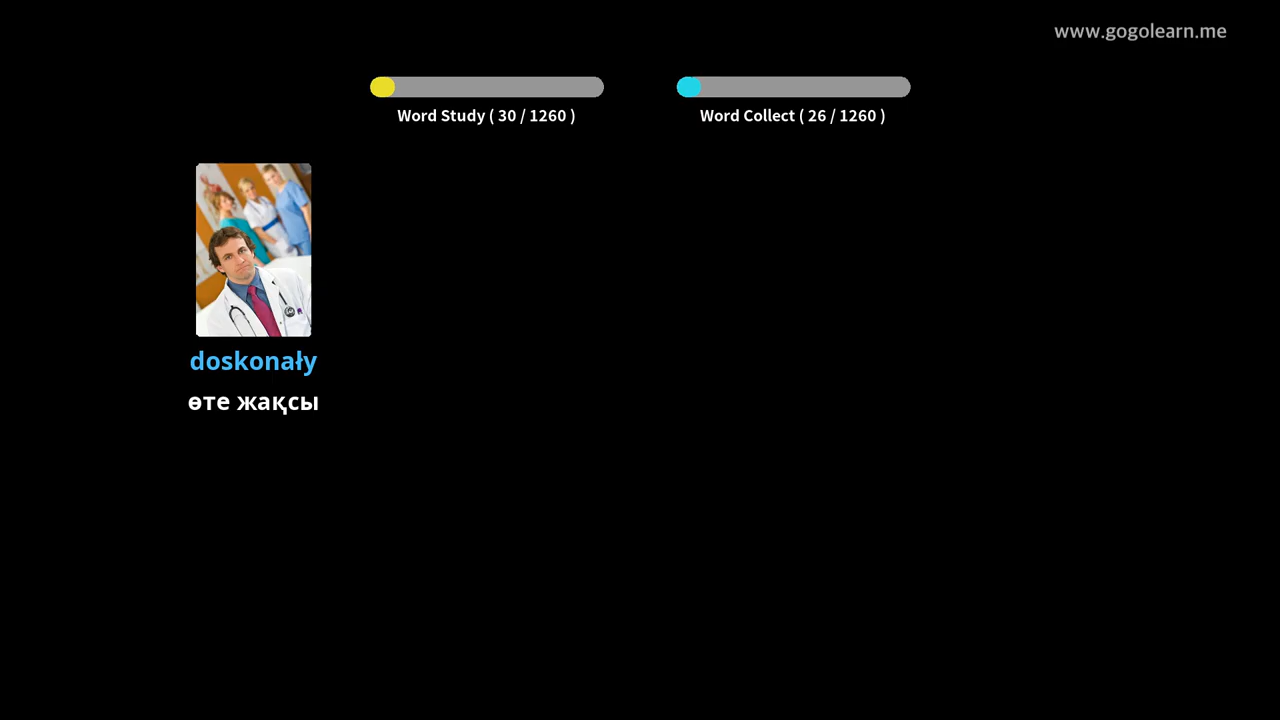 www.gogolearn.me
Word Study ( 30 / 1260 )
Word Collect ( 26 / 1260 )
doskonały
өте жақсы